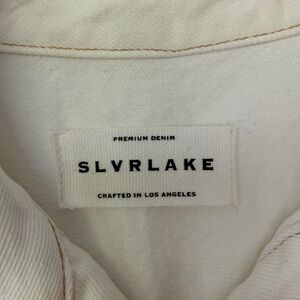 PREMIUM DENIM
SLVRLAKE
CRAFTED IN LOS ANGELES